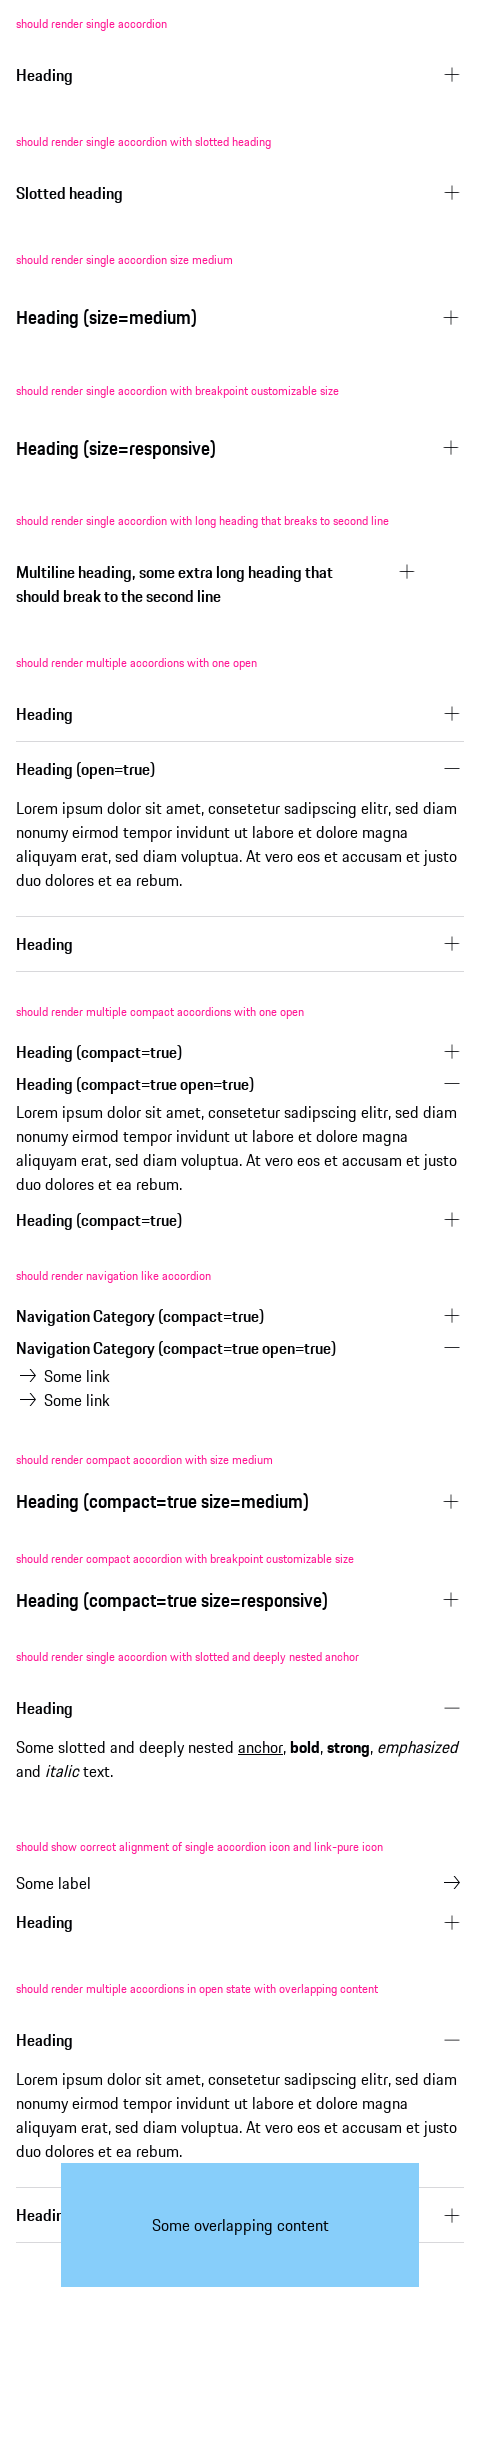 should render single accordion
Heading
should render single accordion with slotted heading
Slotted heading
should render single accordion size medium
Heading (size=medium)
should render single accordion with breakpoint customizable size
Heading (size=responsive)
should render single accordion with long heading that breaks to second line
Multiline heading, some extra long heading that
should break to the second line
should render multiple accordions with one open
Heading
Heading (open=true)
Lorem ipsum dolor sit amet, consetetur sadipscing elitr, sed diam
nonumy eirmod tempor invidunt ut labore et dolore magna
aliquyam erat, sed diam voluptua. At vero eos et accusam et justo
duo dolores et ea rebum.
Heading
should render multiple compact accordions with one open
Heading (compact=true)
Heading (compact=true open=true)
Lorem ipsum dolor sit amet, consetetur sadipscing elitr, sed diam
nonumy eirmod tempor invidunt ut labore et dolore magna
aliquyam erat, sed diam voluptua. At vero eos et accusam et justo
duo dolores et ea rebum.
Heading (compact=true)
should render navigation like accordion
Navigation Category (compact=true)
Navigation Category (compact=true open=true)
Some link
Some link
should render compact accordion with size medium
Heading (compact=true size=medium)
should render compact accordion with breakpoint customizable size
Heading (compact=true size=responsive)
should render single accordion with slotted and deeply nested anchor
Heading
Some slotted and deeply nested anchor, bold, strong, emphasized
and italic text.
should show correct alignment of single accordion icon and link-pure icon
Some label
Heading
should render multiple accordions in open state with overlapping content
Heading
Lorem ipsum dolor sit amet, consetetur sadipscing elitr, sed diam
nonumy eirmod tempor invidunt ut labore et dolore magna
aliquyam erat, sed diam voluptua. At vero eos et accusam et justo
duo dolores et ea rebum.
Some overlapping content